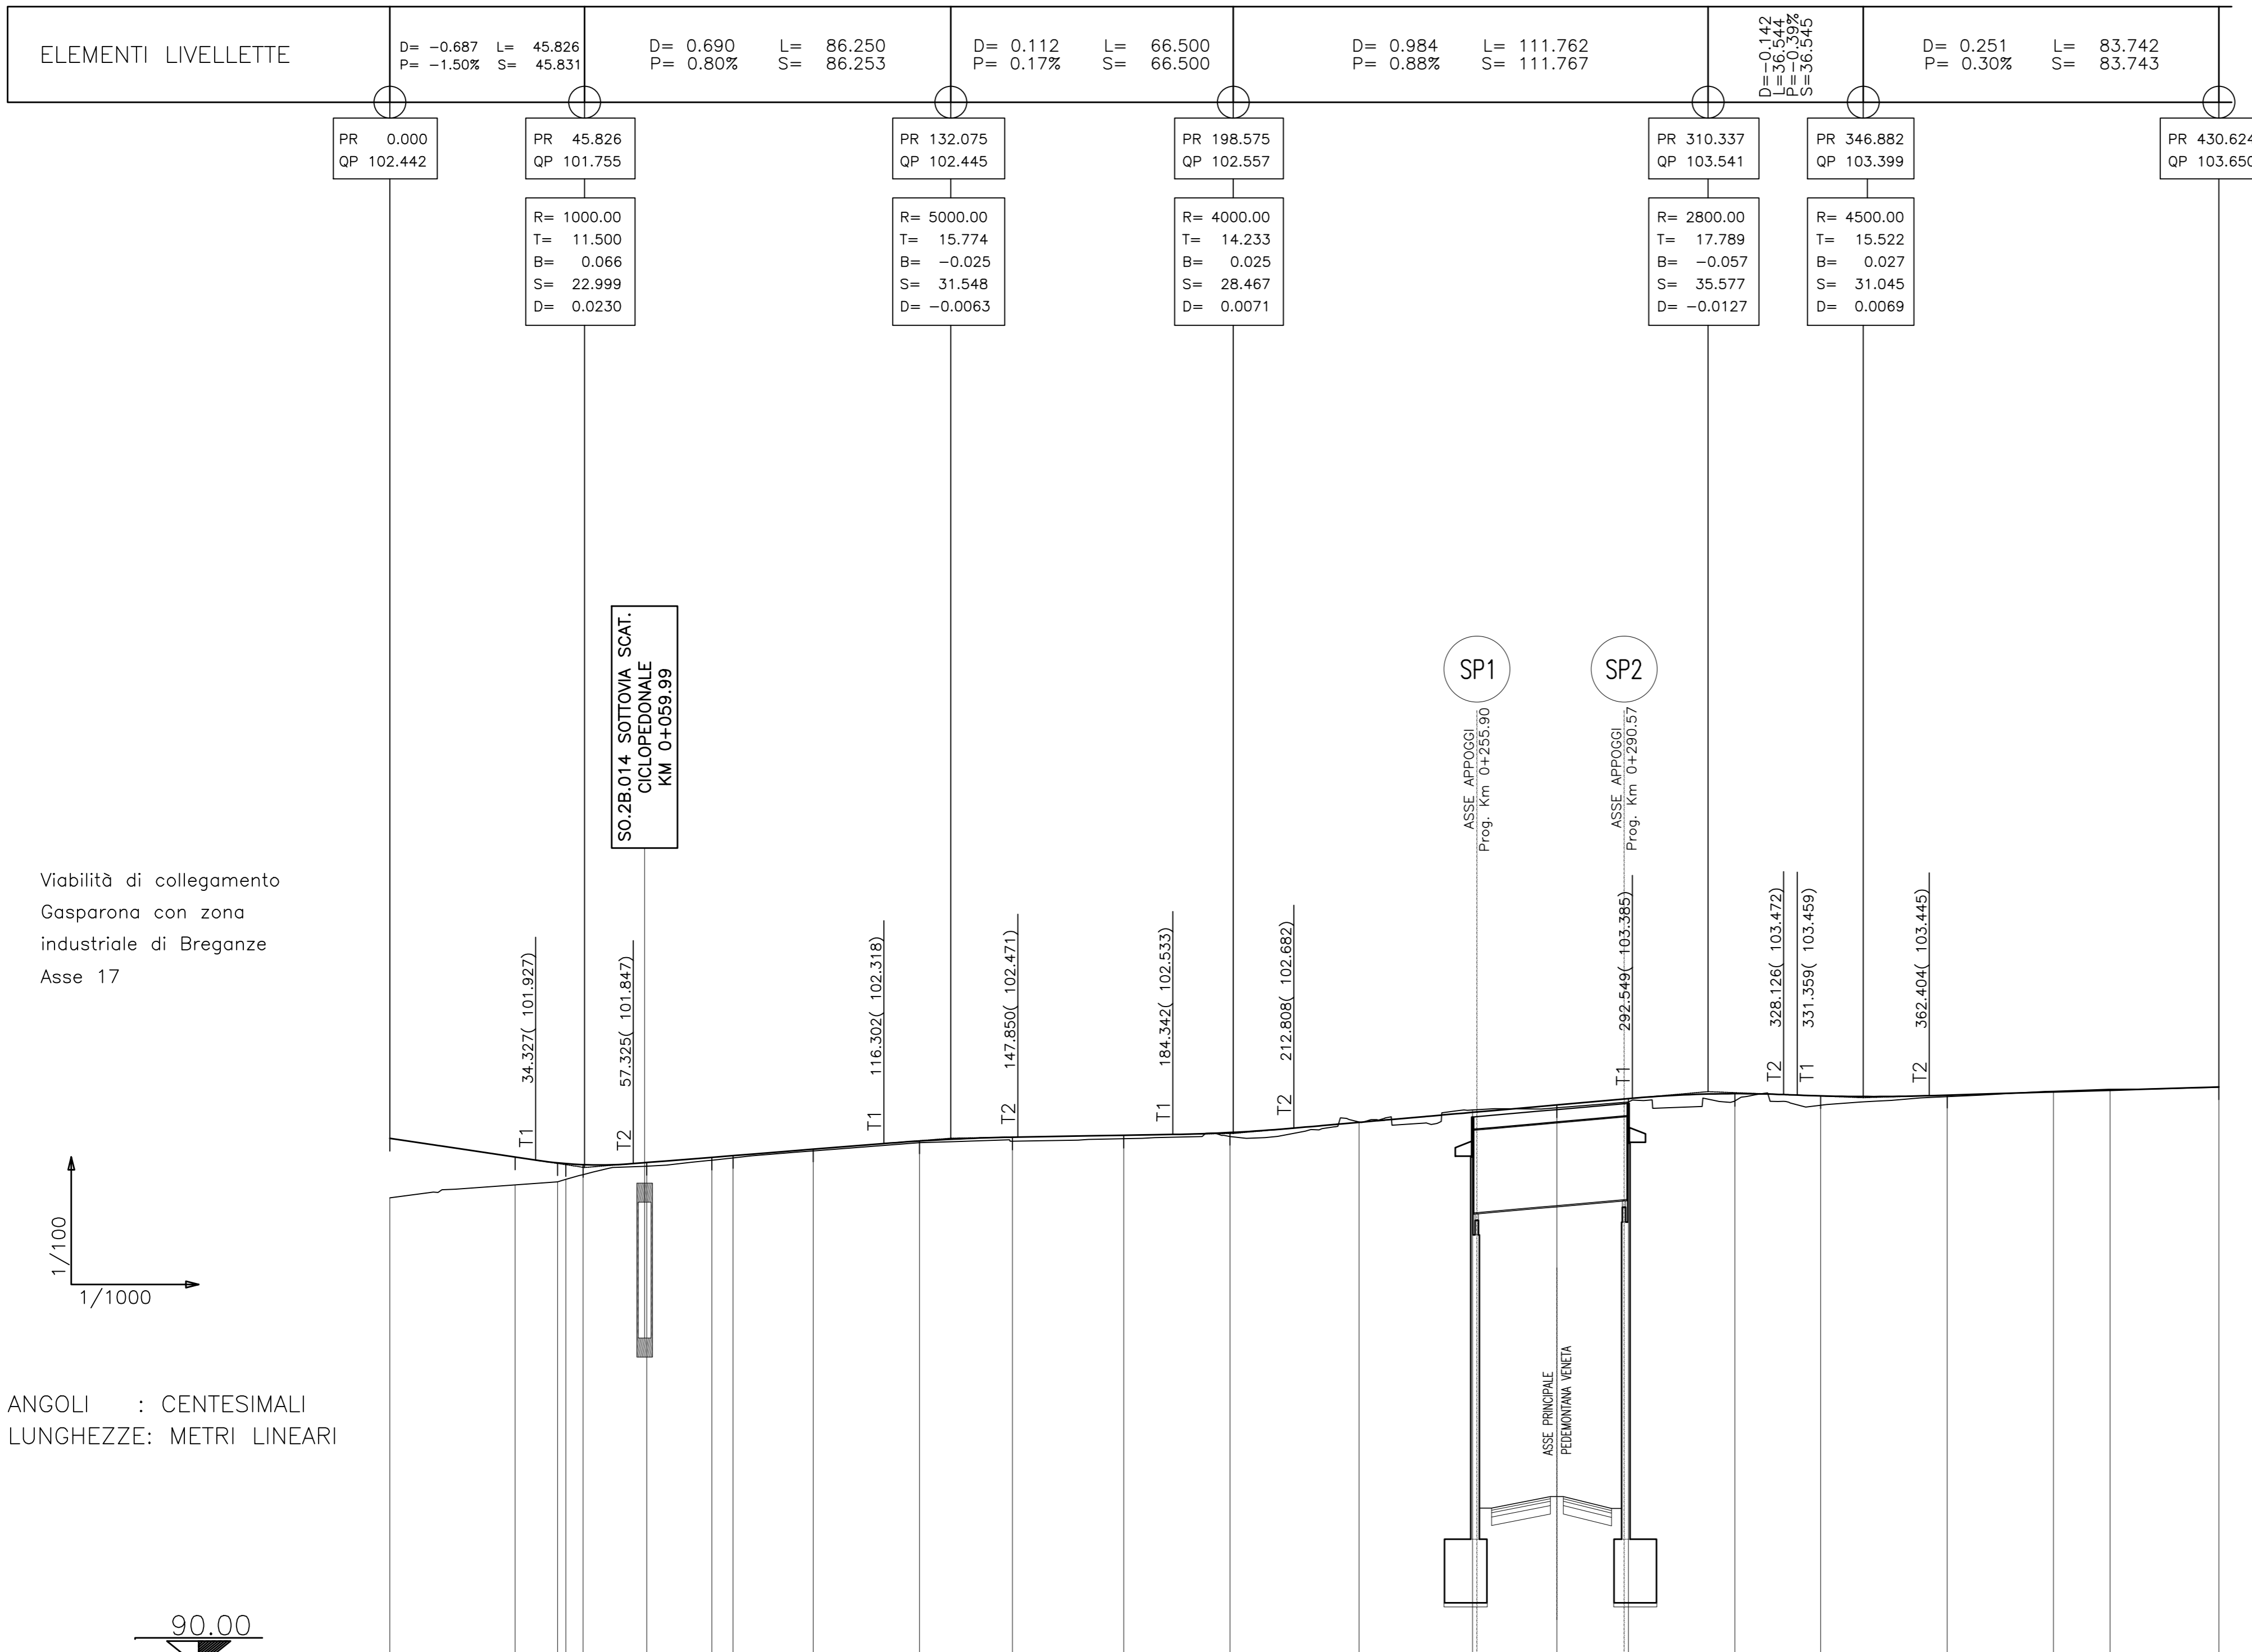 ELEMENTI LIVELLETTE
D= -0.687 L= 45.826
P= -1.50% S= 45.831
D= 0.690 L= 86.250
P= 0.80% S= 86.253
D= 0.112 L= 66.500
P= 0.17% S= 66.500
D= 0.984 L= 111.762
P= 0.88% S= 111.767
D=-0.142
L=36.544
P=-0.39%
S=36.545
D= 0.251 L= 83.742
P= 0.30% S= 83.743
PR 0.000
QP 102.442
PR 45.826
QP 101.755
PR 132.075
QP 102.445
PR 198.575
QP 102.557
PR 310.337
QP 103.541
PR 346.882
QP 103.399
PR 430.624
QP 103.650
R= 1000.00
T= 11.500
B= 0.066
S= 22.999
D= 0.0230
R= 5000.00
T= 15.774
B= -0.025
S= 31.548
D= -0.0063
R= 4000.00
T= 14.233
B= 0.025
S= 28.467
D= 0.0071
R= 2800.00
T= 17.789
B= -0.057
S= 35.577
D= -0.0127
R= 4500.00
T= 15.522
B= 0.027
S= 31.045
D= 0.0069
SO.2B.014 SOTTOVIA SCAT.
CICLOPEDONALE
KM 0+059.99
SP1
SP2
ASSE APPOGGI
Prog. Km 0+255.90
ASSE APPOGGI
Prog. Km 0+290.57
Viabilità di collegamento
Gasparona con zona
industriale di Breganze
Asse 17
T1 34.327( 101.927)
T2 57.325( 101.847)
T1 116.302( 102.318)
T2 147.850( 102.471)
T1 184.342( 102.533)
T2 212.808( 102.682)
T1 292.549( 103.385)
T2 328.126( 103.472)
T1 331.359( 103.459)
T2 362.404( 103.445)
1/100
1/1000
ASSE PRINCIPALE
PEDEMONTANA VENETA
ANGOLI : CENTESIMALI
LUNGHEZZE: METRI LINEARI
90.00